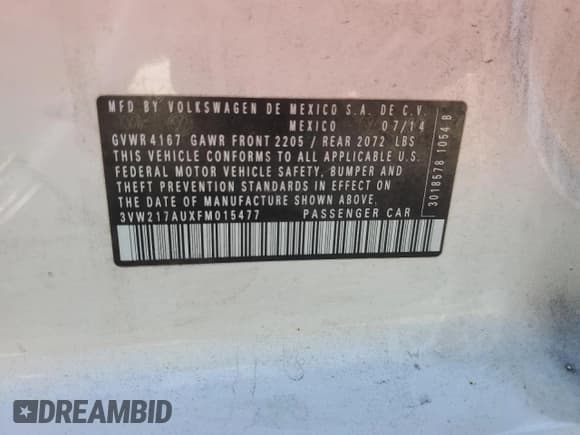 MFD BY VOLKSWAGEN DE MEXICO S.A. DE C.V.
MEXICO 07/14
GVWR 4167 GAWR FRONT 2205 / REAR 2072 LBS
THIS VEHICLE CONFORMS TO ALL APPLICABLE U.S.
FEDERAL MOTOR VEHICLE SAFETY, BUMPER AND
THEFT PREVENTION STANDARDS IN EFFECT ON
THE DATE OF MANUFACTURE SHOWN ABOVE.
3VW217AUXFM015477 PASSENGER CAR
3018578 1054 B
DREAMBID